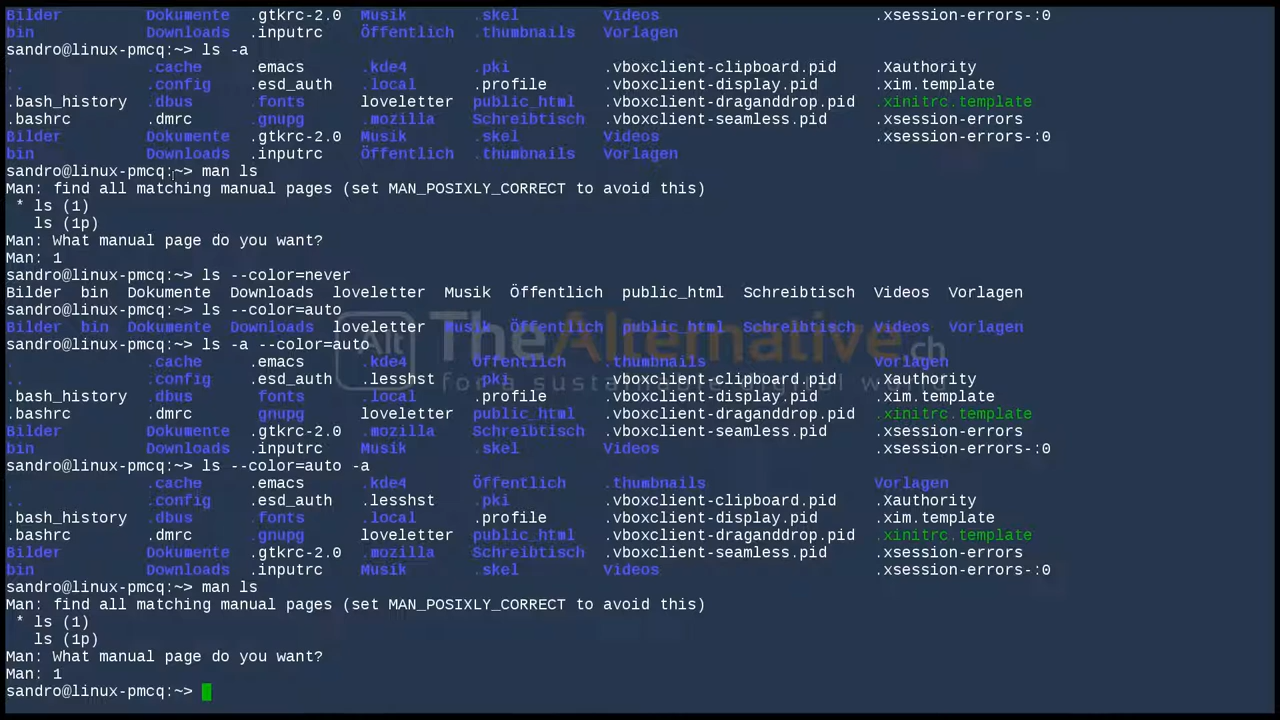 Bilder Dokumente .gtkrc-2.0 Musik .skel Videos .xsession-errors-:0
bin Downloads .inputrc Öffentlich .thumbnails Vorlagen
sandro@linux-pmcq:~> ls -a
. .cache .emacs .kde4 .pki .vboxclient-clipboard.pid .Xauthority
.. .config .esd_auth .local .profile .vboxclient-display.pid .xim.template
.bash_history .dbus .fonts loveletter public_html .vboxclient-draganddrop.pid .xinitrc.template
.bashrc .dmrc .gnupg .mozilla Schreibtisch .vboxclient-seamless.pid .xsession-errors
Bilder Dokumente .gtkrc-2.0 Musik .skel Videos .xsession-errors-:0
bin Downloads .inputrc Öffentlich .thumbnails Vorlagen
sandro@linux-pmcq:~> man ls
Man: find all matching manual pages (set MAN_POSIXLY_CORRECT to avoid this)
* ls (1)
ls (1p)
Man: What manual page do you want?
Man: 1
sandro@linux-pmcq:~> ls --color=never
Bilder bin Dokumente Downloads loveletter Musik Öffentlich public_html Schreibtisch Videos Vorlagen
sandro@linux-pmcq:~> ls --color=auto
Bilder bin Dokumente Downloads loveletter Musik Öffentlich public_html Schreibtisch Videos Vorlagen
sandro@linux-pmcq:~> ls -a --color=auto
. .cache .emacs .kde4 Öffentlich .thumbnails Vorlagen
.. .config .esd_auth .lesshst .pki .vboxclient-clipboard.pid .Xauthority
.bash_history .dbus .fonts .local .profile .vboxclient-display.pid .xim.template
.bashrc .dmrc .gnupg loveletter public_html .vboxclient-draganddrop.pid .xinitrc.template
Bilder Dokumente .gtkrc-2.0 .mozilla Schreibtisch .vboxclient-seamless.pid .xsession-errors
bin Downloads .inputrc Musik .skel Videos .xsession-errors-:0
Alt TheAlternative.ch
for a sustainable digital world
sandro@linux-pmcq:~> ls --color=auto -a
. .cache .emacs .kde4 Öffentlich .thumbnails Vorlagen
.. .config .esd_auth .lesshst .pki .vboxclient-clipboard.pid .Xauthority
.bash_history .dbus .fonts .local .profile .vboxclient-display.pid .xim.template
.bashrc .dmrc .gnupg loveletter public_html .vboxclient-draganddrop.pid .xinitrc.template
Bilder Dokumente .gtkrc-2.0 .mozilla Schreibtisch .vboxclient-seamless.pid .xsession-errors
bin Downloads .inputrc Musik .skel Videos .xsession-errors-:0
sandro@linux-pmcq:~> man ls
Man: find all matching manual pages (set MAN_POSIXLY_CORRECT to avoid this)
* ls (1)
ls (1p)
Man: What manual page do you want?
Man: 1
sandro@linux-pmcq:~>